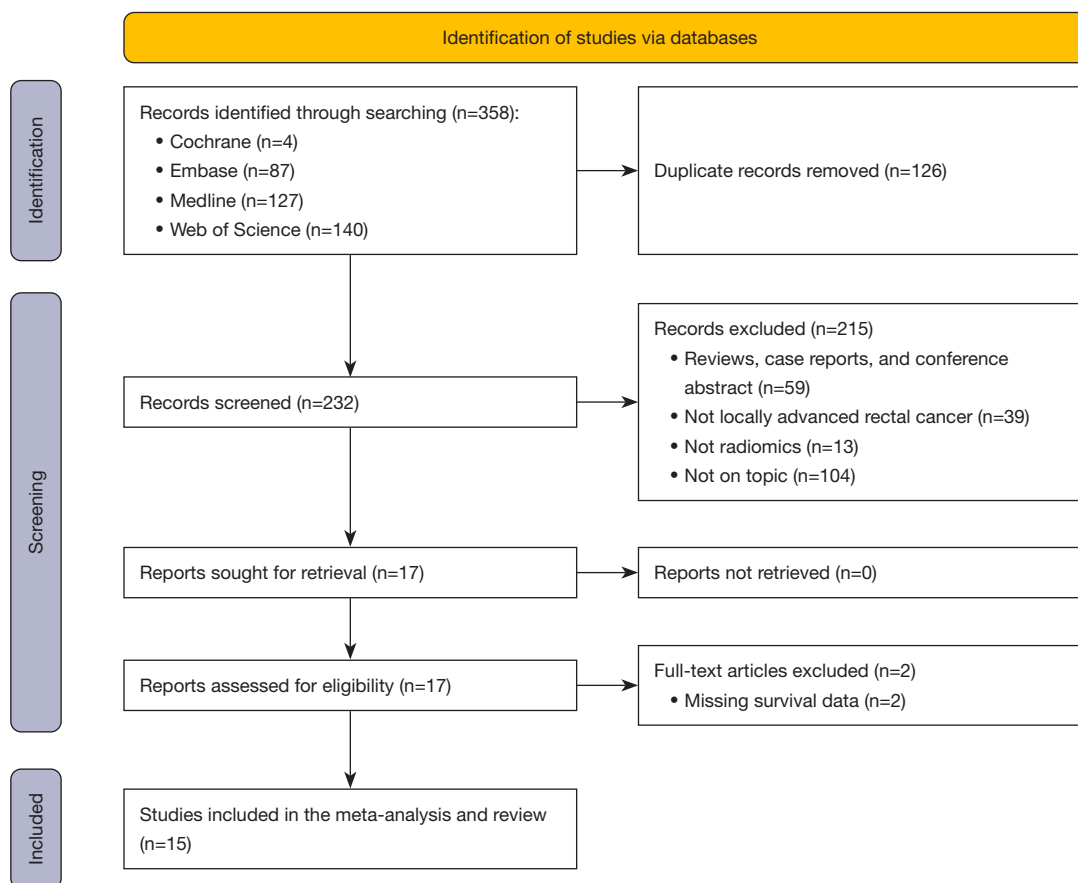 Identification of studies via databases
Identification
Records identified through searching (n=358):
• Cochrane (n=4)
• Embase (n=87)
• Medline (n=127)
• Web of Science (n=140)
Duplicate records removed (n=126)
Screening
Records screened (n=232)
Records excluded (n=215)
• Reviews, case reports, and conference
abstract (n=59)
• Not locally advanced rectal cancer (n=39)
• Not radiomics (n=13)
• Not on topic (n=104)
Reports sought for retrieval (n=17)
Reports not retrieved (n=0)
Reports assessed for eligibility (n=17)
Full-text articles excluded (n=2)
• Missing survival data (n=2)
Included
Studies included in the meta-analysis and review
(n=15)